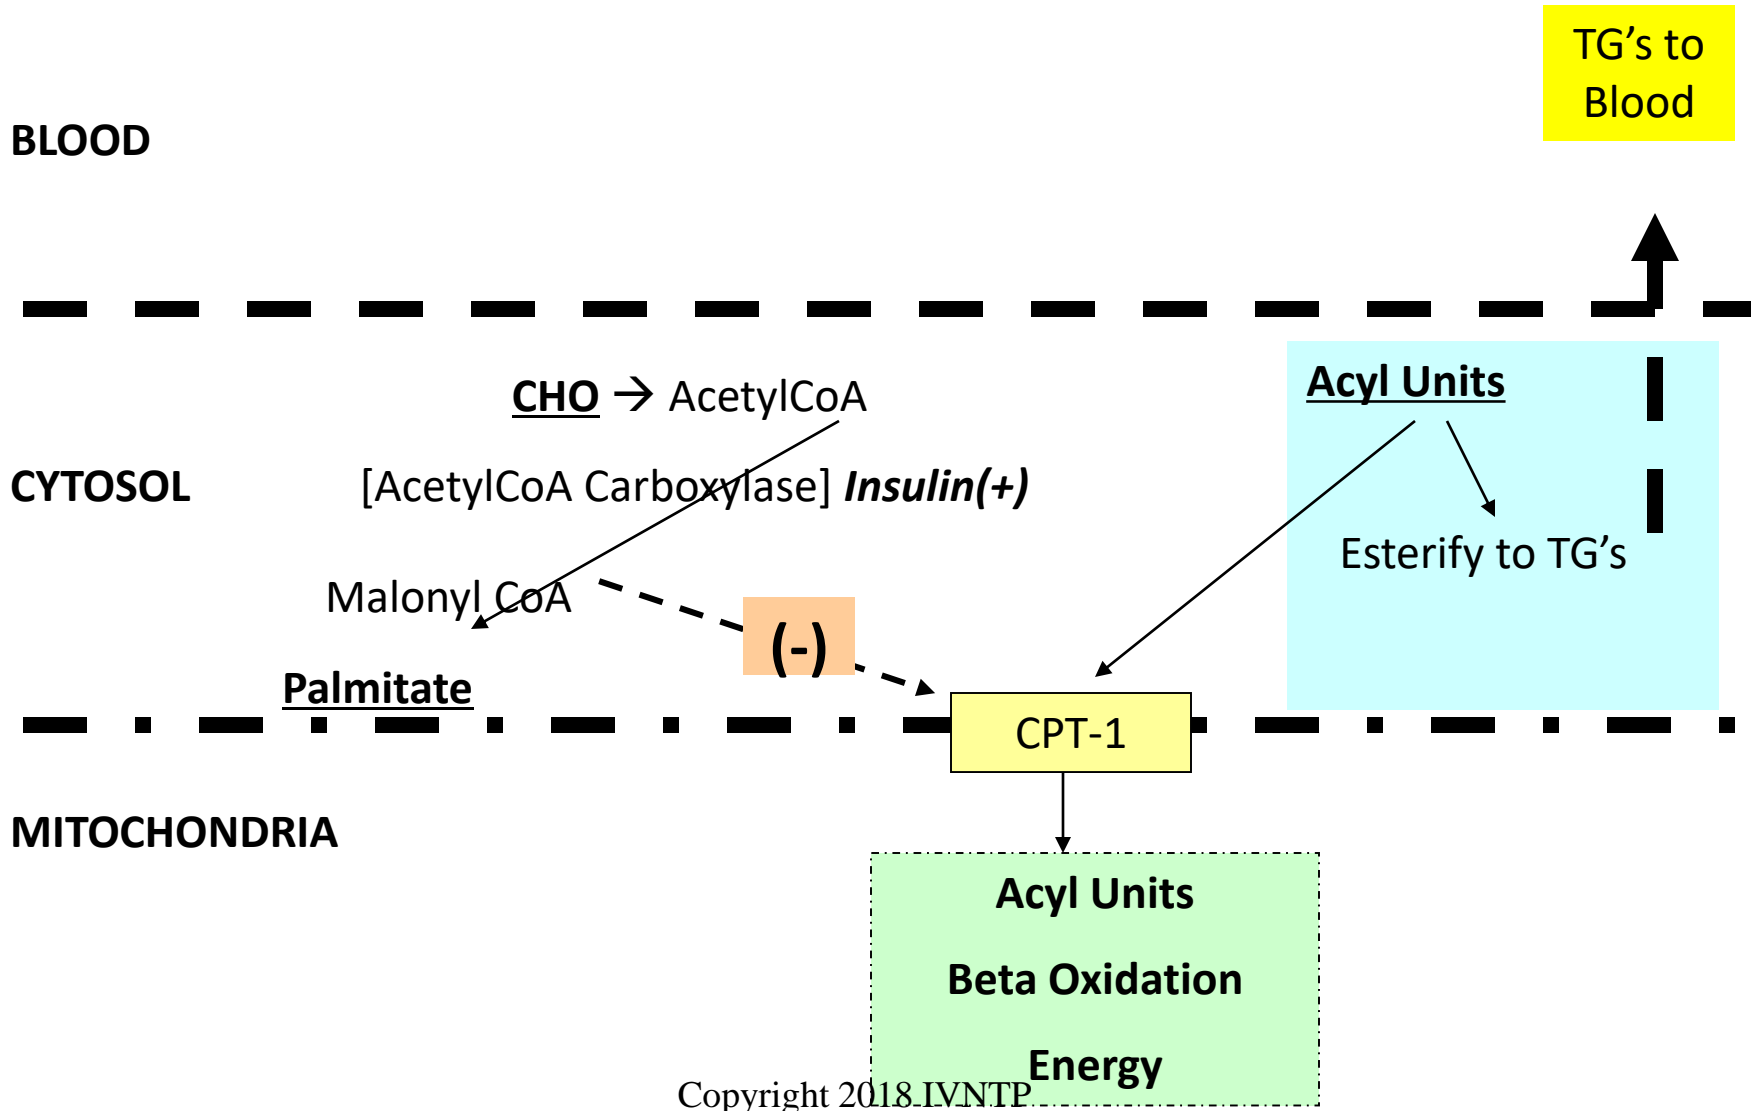 TG’s to
Blood
BLOOD
CHO → AcetylCoA
Acyl Units
CYTOSOL
[AcetylCoA Carboxylase] Insulin(+)
Esterify to TG’s
Malonyl CoA
(-)
Palmitate
CPT-1
MITOCHONDRIA
Acyl Units
Beta Oxidation
Energy
Copyright 2018 IVNTP